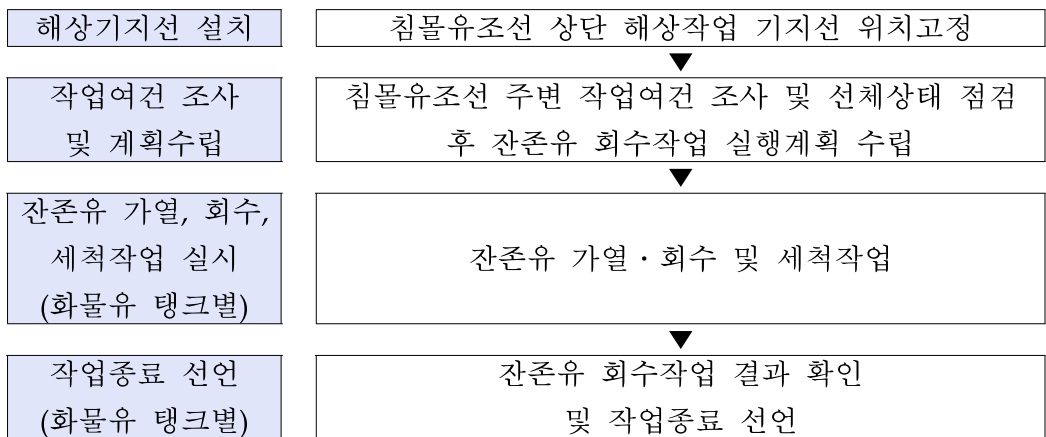 해상기지선 설치
침몰유조선 상단 해상작업 기지선 위치고정
▼
작업여건 조사
및 계획수립
침몰유조선 주변 작업여건 조사 및 선체상태 점검
후 잔존유 회수작업 실행계획 수립
▼
잔존유 가열, 회수,
세척작업 실시
(화물유 탱크별)
잔존유 가열·회수 및 세척작업
▼
작업종료 선언
(화물유 탱크별)
잔존유 회수작업 결과 확인
및 작업종료 선언